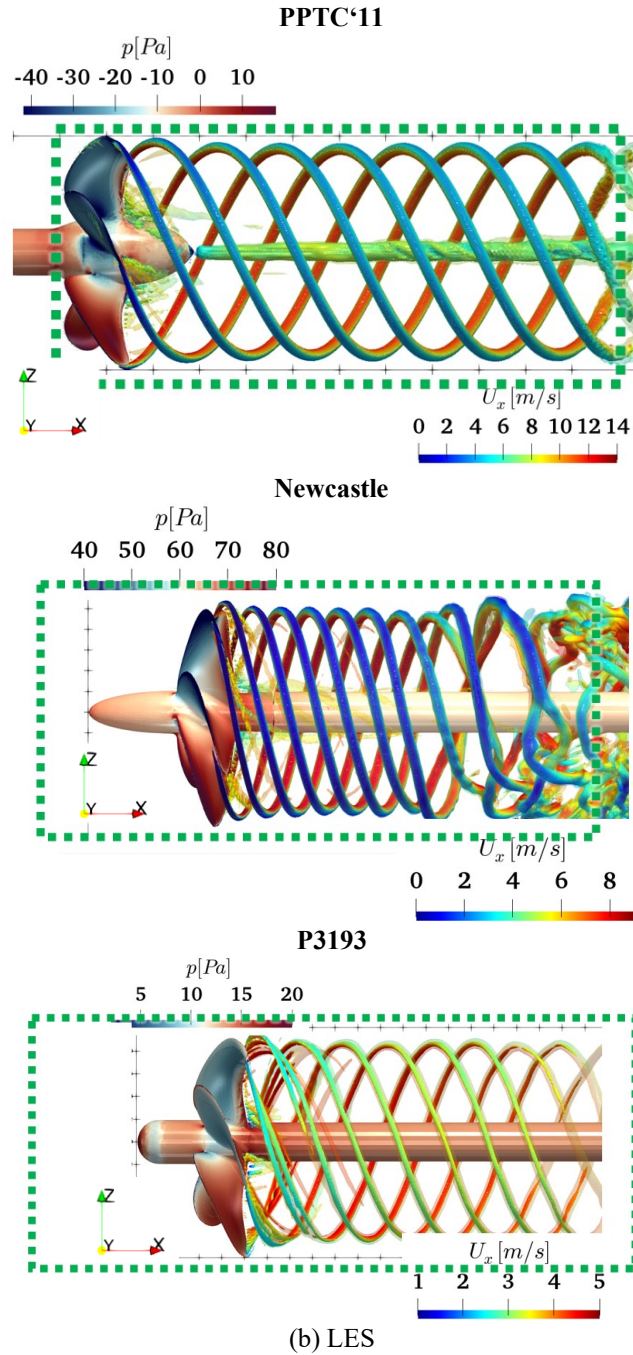 PPTC‘11
p[Pa]
-40 -30 -20 -10 0 10
Z
Y X
U_x [m/s]
0 2 4 6 8 10 12 14
Newcastle
p[Pa]
40 50 60 70 80
Z
Y X
U_x [m/s]
0 2 4 6 8
P3193
p[Pa]
5 10 15 20
Z
Y X
U_x [m/s]
1 2 3 4 5
(b) LES